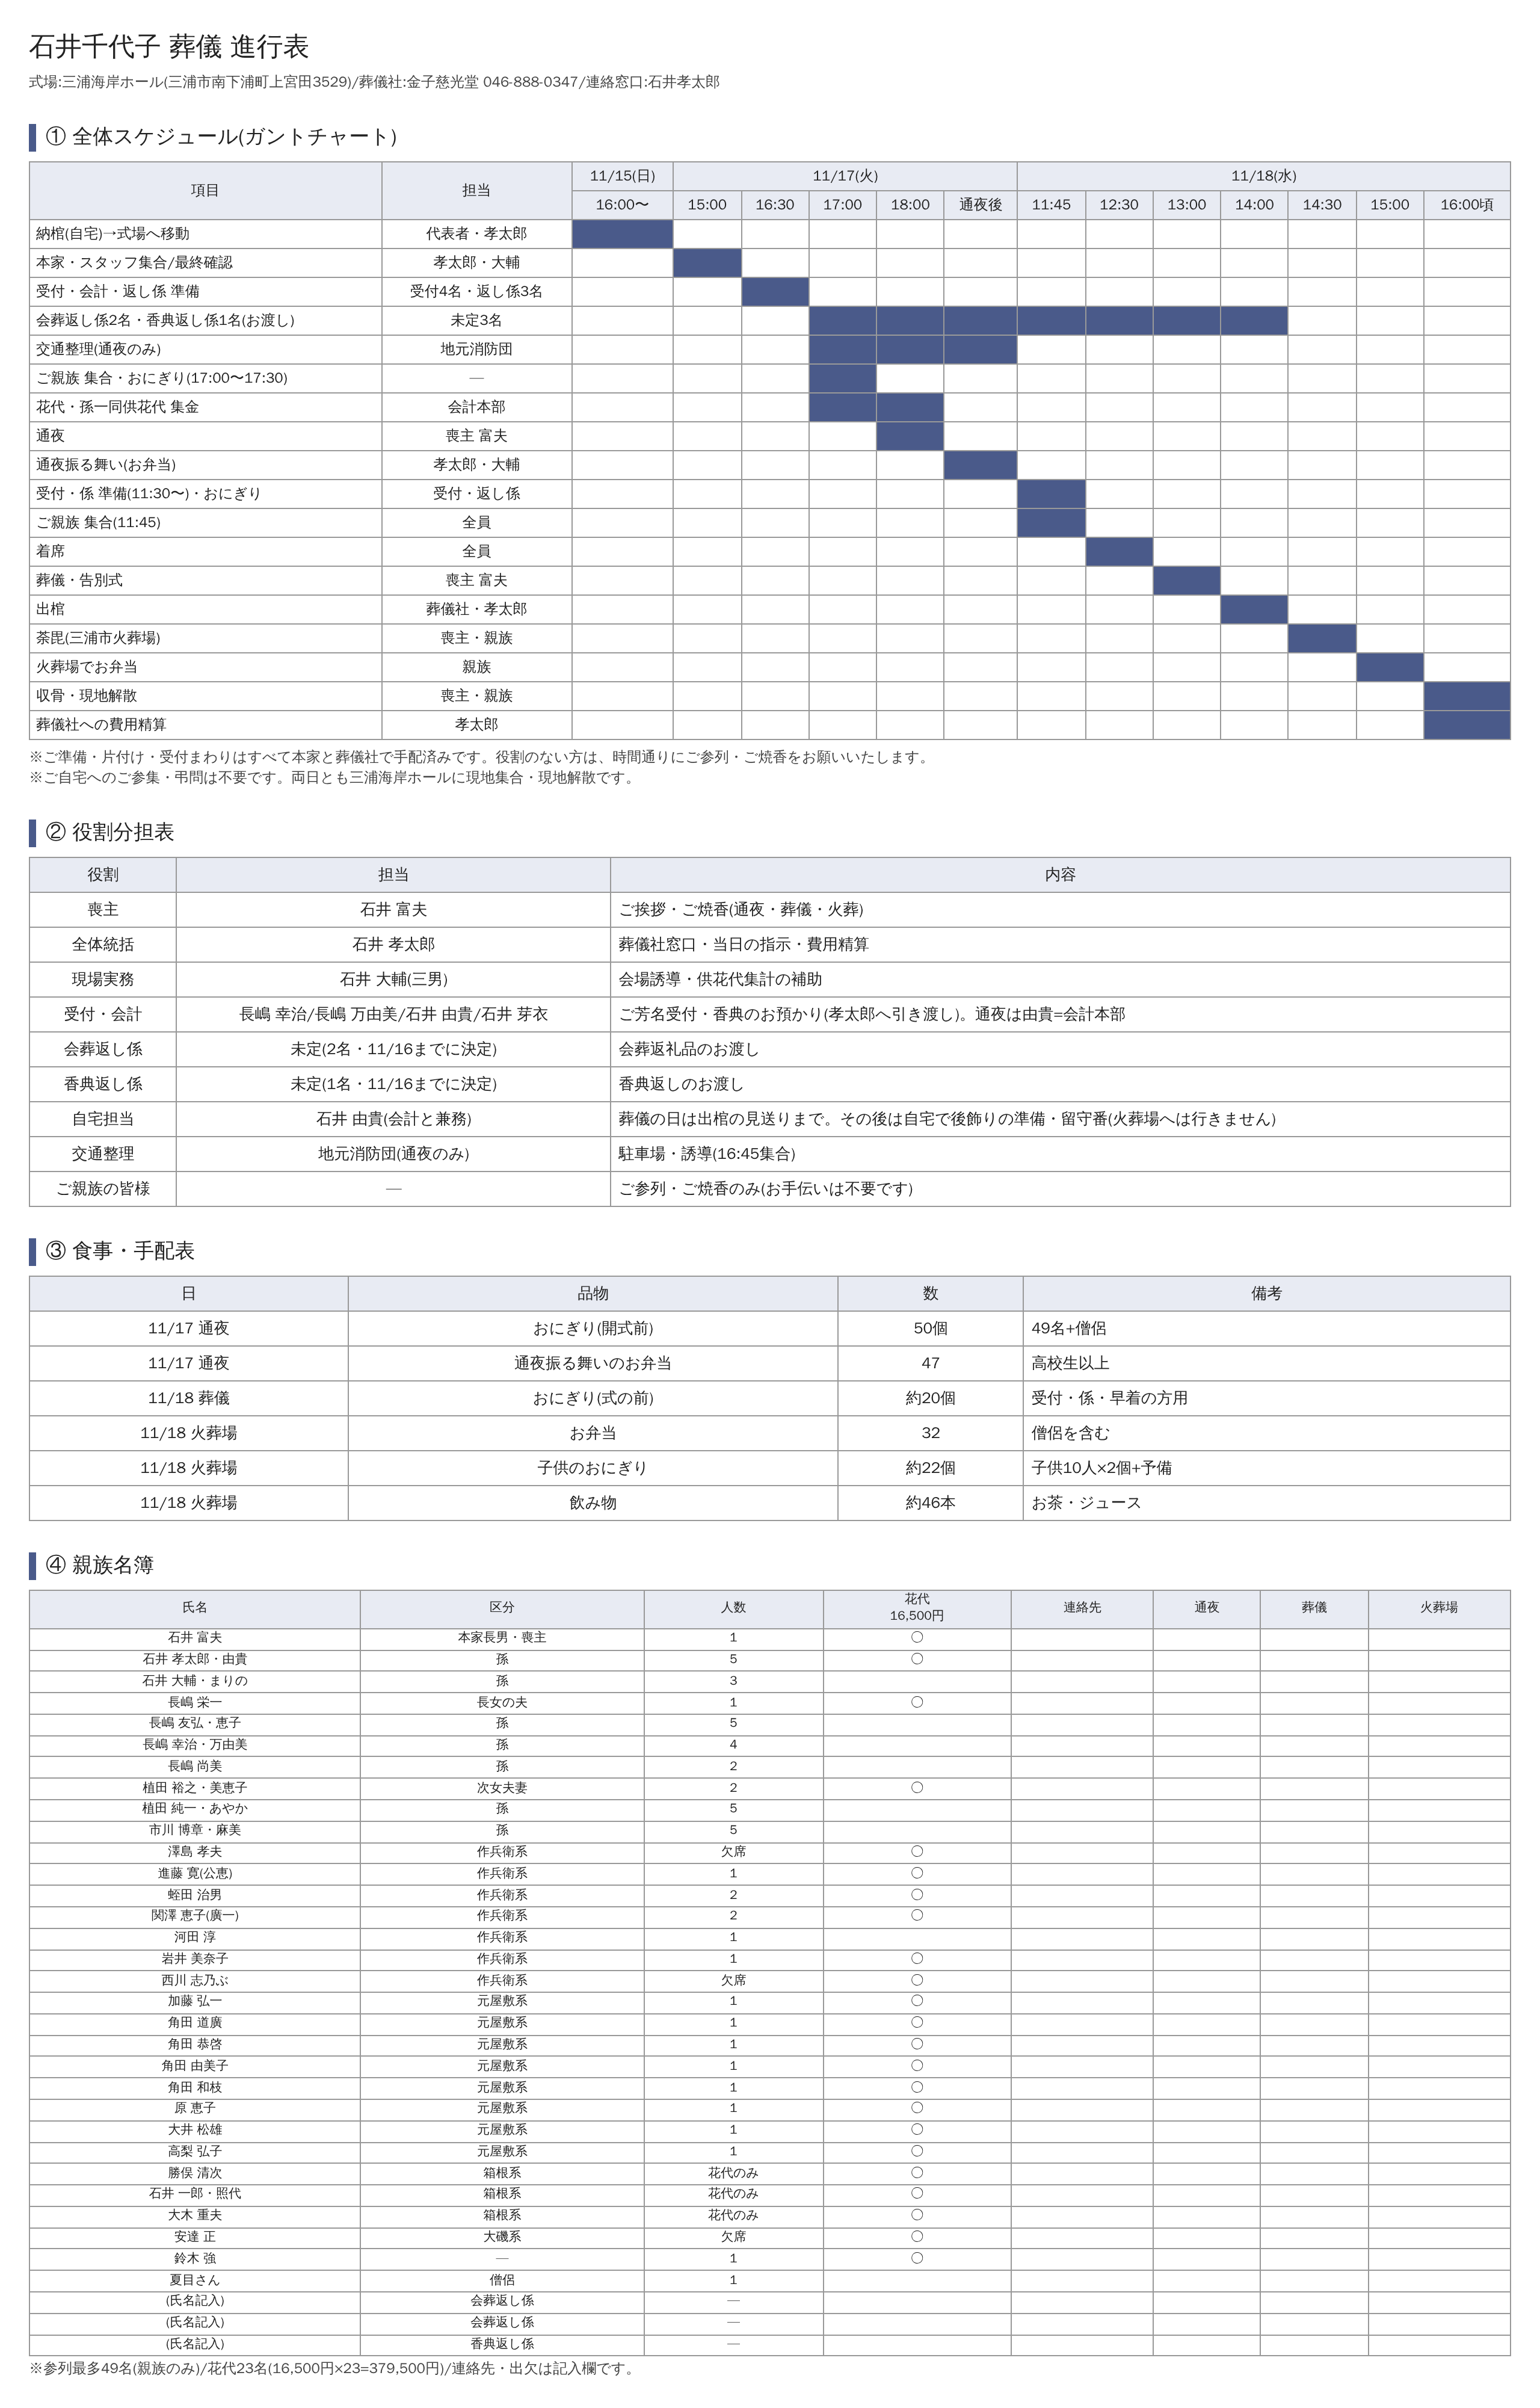 石井千代子 葬儀 進行表
式場:三浦海岸ホール(三浦市南下浦町上宮田3529)/葬儀社:金子慈光堂 046-888-0347/連絡窓口:石井孝太郎
① 全体スケジュール(ガントチャート)
項目 担当 11/15(日) 11/17(火) 11/18(水)
16:00〜 15:00 16:30 17:00 18:00 通夜後 11:45 12:30 13:00 14:00 14:30 15:00 16:00頃
納棺(自宅)→式場へ移動 代表者・孝太郎
本家・スタッフ集合/最終確認 孝太郎・大輔
受付・会計・返し係 準備 受付4名・返し係3名
会葬返し係2名・香典返し係1名(お渡し) 未定3名
交通整理(通夜のみ) 地元消防団
ご親族 集合・おにぎり(17:00〜17:30) —
花代・孫一同供花代 集金 会計本部
通夜 喪主 富夫
通夜振る舞い(お弁当) 孝太郎・大輔
受付・係 準備(11:30〜)・おにぎり 受付・返し係
ご親族 集合(11:45) 全員
着席 全員
葬儀・告別式 喪主 富夫
出棺 葬儀社・孝太郎
荼毘(三浦市火葬場) 喪主・親族
火葬場でお弁当 親族
収骨・現地解散 喪主・親族
葬儀社への費用精算 孝太郎
※ご準備・片付け・受付まわりはすべて本家と葬儀社で手配済みです。役割のない方は、時間通りにご参列・ご焼香をお願いいたします。
※ご自宅へのご参集・弔問は不要です。両日とも三浦海岸ホールに現地集合・現地解散です。
② 役割分担表
役割 担当 内容
喪主 石井 富夫 ご挨拶・ご焼香(通夜・葬儀・火葬)
全体統括 石井 孝太郎 葬儀社窓口・当日の指示・費用精算
現場実務 石井 大輔(三男) 会場誘導・供花代集計の補助
受付・会計 長嶋 幸治/長嶋 万由美/石井 由貴/石井 芽衣 ご芳名受付・香典のお預かり(孝太郎へ引き渡し)。通夜は由貴=会計本部
会葬返し係 未定(2名・11/16までに決定) 会葬返礼品のお渡し
香典返し係 未定(1名・11/16までに決定) 香典返しのお渡し
自宅担当 石井 由貴(会計と兼務) 葬儀の日は出棺の見送りまで。その後は自宅で後飾りの準備・留守番(火葬場へは行きません)
交通整理 地元消防団(通夜のみ) 駐車場・誘導(16:45集合)
ご親族の皆様 — ご参列・ご焼香のみ(お手伝いは不要です)
③ 食事・手配表
日 品物 数 備考
11/17 通夜 おにぎり(開式前) 50個 49名+僧侶
11/17 通夜 通夜振る舞いのお弁当 47 高校生以上
11/18 葬儀 おにぎり(式の前) 約20個 受付・係・早着の方用
11/18 火葬場 お弁当 32 僧侶を含む
11/18 火葬場 子供のおにぎり 約22個 子供10人×2個+予備
11/18 火葬場 飲み物 約46本 お茶・ジュース
④ 親族名簿
氏名 区分 人数 花代 連絡先 通夜 葬儀 火葬場
16,500円
石井 富夫 本家長男・喪主 1 〇
石井 孝太郎・由貴 孫 5 〇
石井 大輔・まりの 孫 3
長嶋 栄一 長女の夫 1 〇
長嶋 友弘・恵子 孫 5
長嶋 幸治・万由美 孫 4
長嶋 尚美 孫 2
植田 裕之・美恵子 次女夫妻 2 〇
植田 純一・あやか 孫 5
市川 博章・麻美 孫 5
澤島 孝夫 作兵衛系 欠席 〇
進藤 寛(公恵) 作兵衛系 1 〇
蛭田 治男 作兵衛系 2 〇
関澤 恵子(廣一) 作兵衛系 2 〇
河田 淳 作兵衛系 1
岩井 美奈子 作兵衛系 1 〇
西川 志乃ぶ 作兵衛系 欠席 〇
加藤 弘一 元屋敷系 1 〇
角田 道廣 元屋敷系 1 〇
角田 恭啓 元屋敷系 1 〇
角田 由美子 元屋敷系 1 〇
角田 和枝 元屋敷系 1 〇
原 恵子 元屋敷系 1 〇
大井 松雄 元屋敷系 1 〇
高梨 弘子 元屋敷系 1 〇
勝俣 清次 箱根系 花代のみ 〇
石井 一郎・照代 箱根系 花代のみ 〇
大木 重夫 箱根系 花代のみ 〇
安達 正 大磯系 欠席 〇
鈴木 強 — 1 〇
夏目さん 僧侶 1
(氏名記入) 会葬返し係 —
(氏名記入) 会葬返し係 —
(氏名記入) 香典返し係 —
※参列最多49名(親族のみ)/花代23名(16,500円×23=379,500円)/連絡先・出欠は記入欄です。